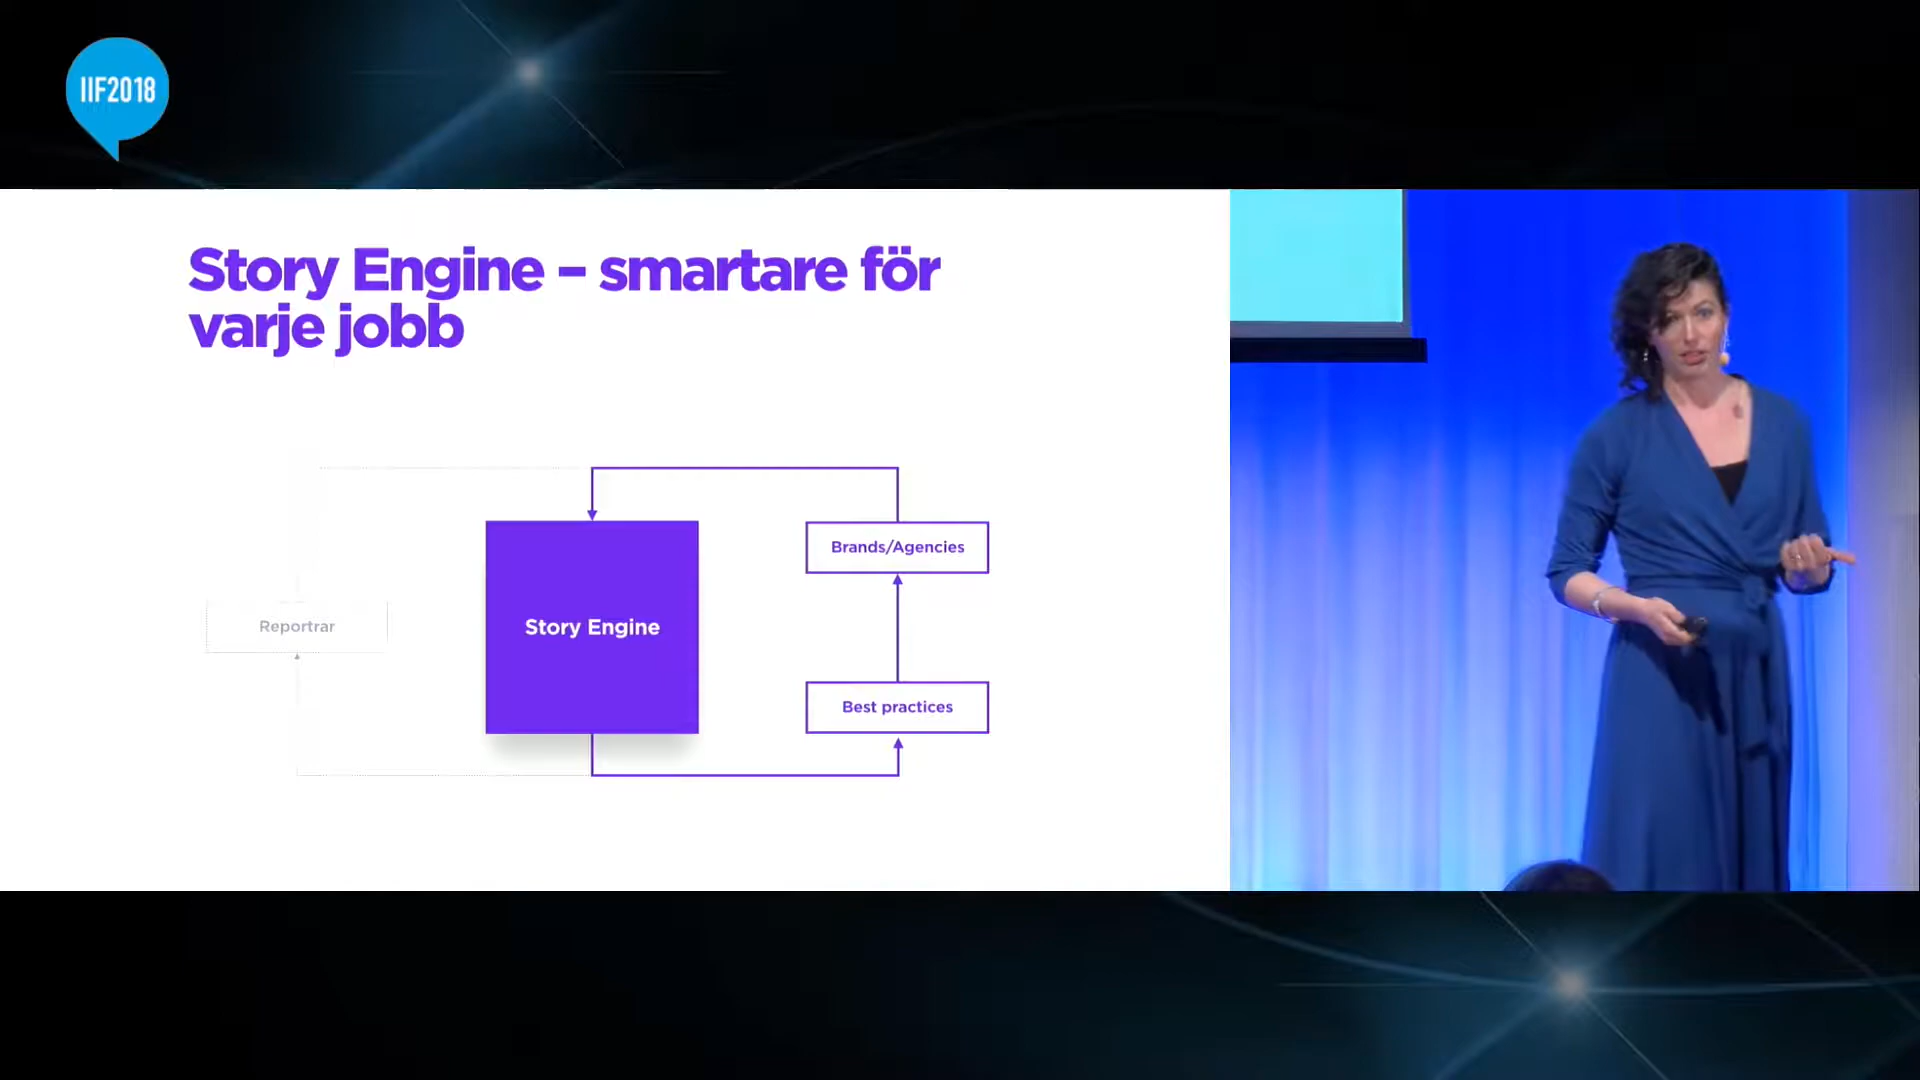 IIF2018
Story Engine – smartare för
varje jobb
Brands/Agencies
Reportrar
Story Engine
Best practices